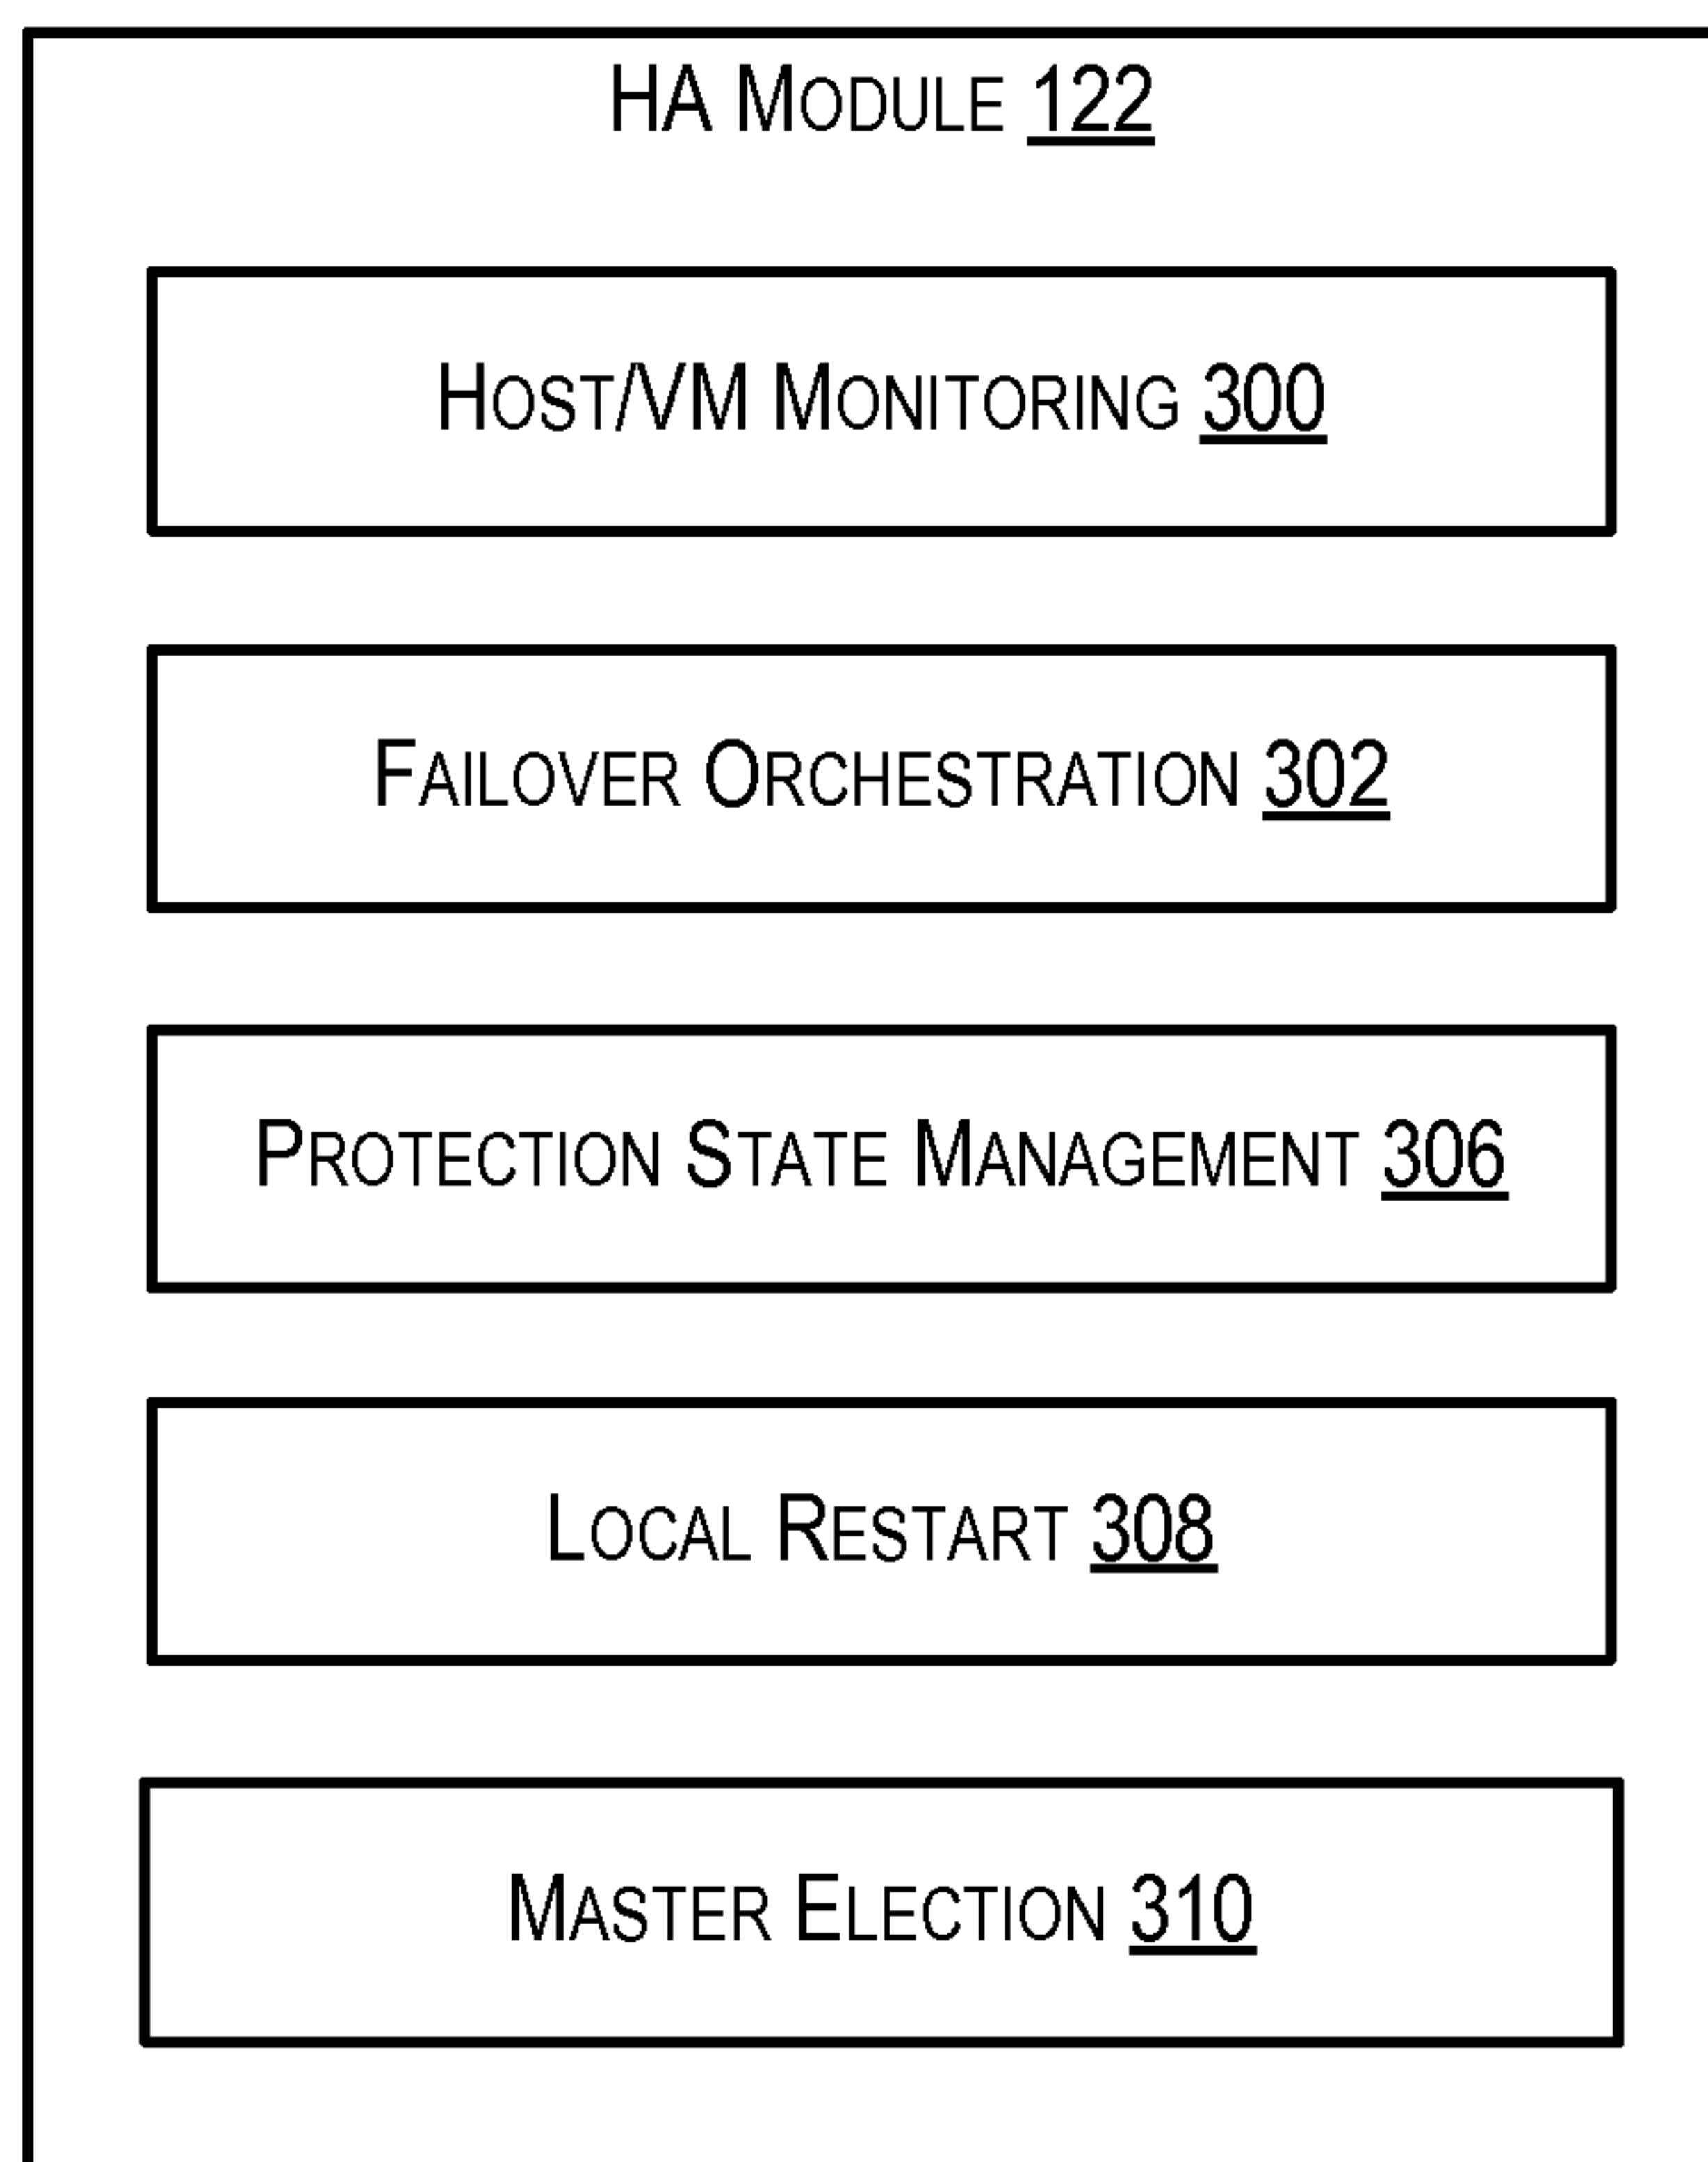 HA MODULE 122
HOST/VM MONITORING 300
FAILOVER ORCHESTRATION 302
PROTECTION STATE MANAGEMENT 306
LOCAL RESTART 308
MASTER ELECTION 310